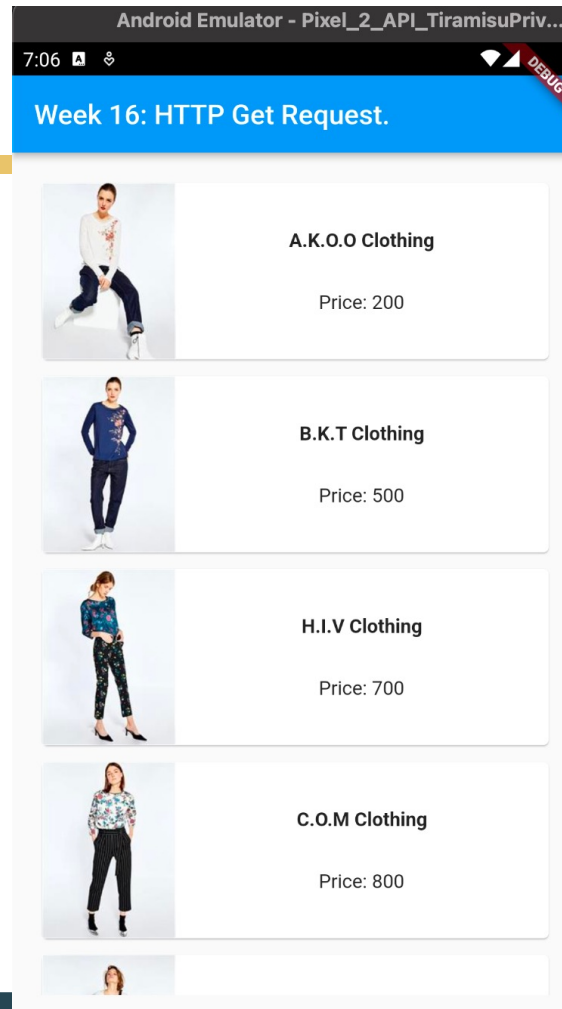 Android Emulator - Pixel_2_API_TiramisuPriv...
7:06 A
DEBUG
Week 16: HTTP Get Request.
A.K.O.O Clothing
Price: 200
B.K.T Clothing
Price: 500
H.I.V Clothing
Price: 700
C.O.M Clothing
Price: 800